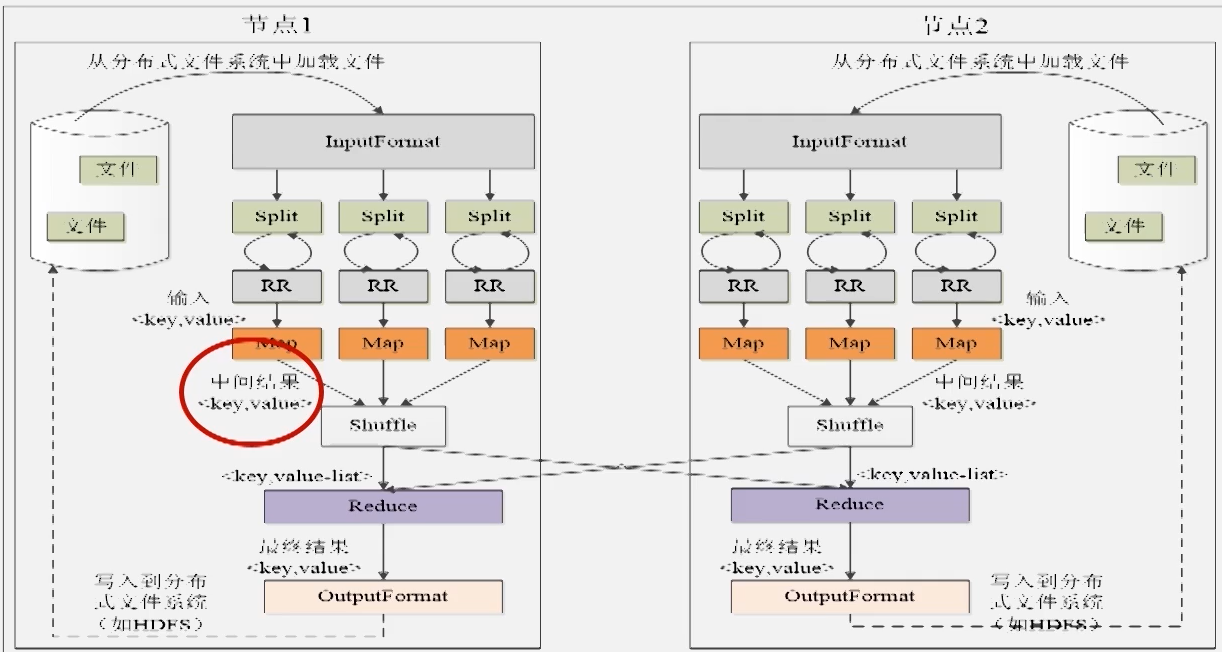 节点1
从分布式文件系统中加载文件
文件
文件
InputFormat
Split
Split
Split
RR
RR
RR
输入
<key,value>
Map
Map
Map
中间结果
<key,value>
Shuffle
<key,value-list>
Reduce
最终结果
<key,value>
OutputFormat
写入到分布
式文件系统
（如HDFS）
节点2
从分布式文件系统中加载文件
InputFormat
文件
文件
Split
Split
Split
RR
RR
RR
输入
<key,value>
Map
Map
Map
中间结果
<key,value>
Shuffle
<key,value-list>
Reduce
最终结果
<key,value>
OutputFormat
写入到分布
式文件系统
（如HDFS）